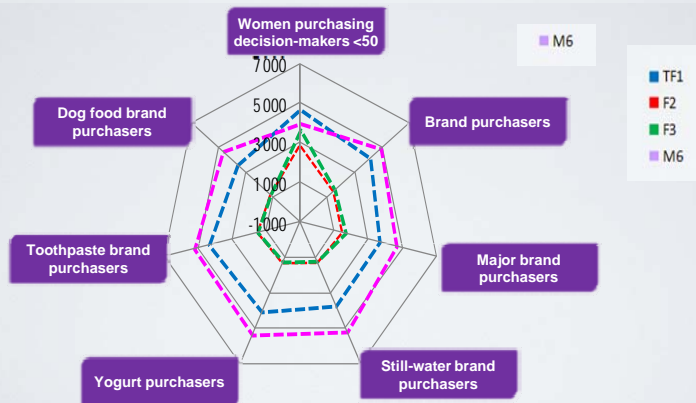 Women purchasing
decision-makers <50
M6
7 000
TF1
F2
F3
M6
5 000
Dog food brand
purchasers
Brand purchasers
3 000
1 000
-1 000
Toothpaste brand
purchasers
Major brand
purchasers
Still-water brand
purchasers
Yogurt purchasers